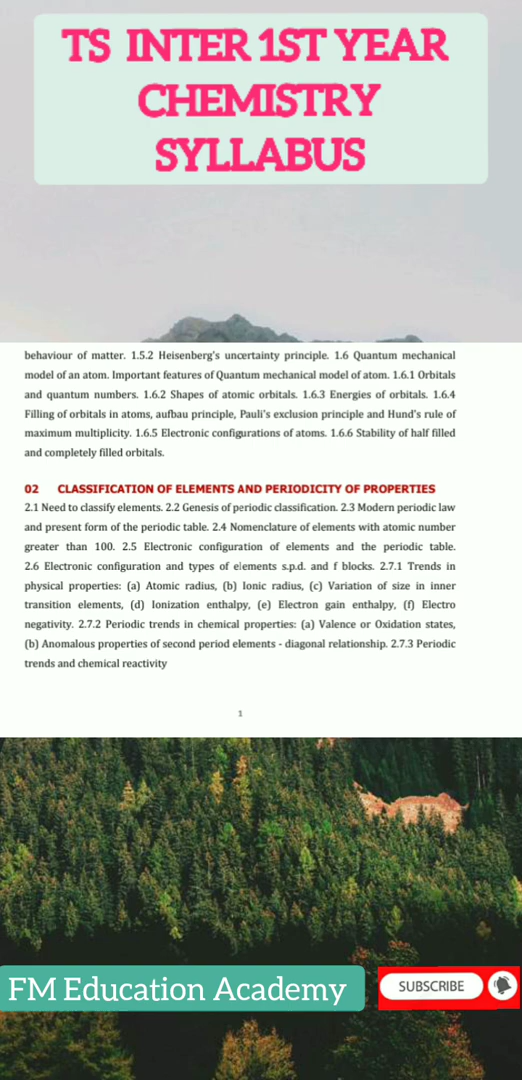 TS INTER 1ST YEAR
CHEMISTRY
SYLLABUS
behaviour of matter. 1.5.2 Heisenberg's uncertainty principle. 1.6 Quantum mechanical
model of an atom. Important features of Quantum mechanical model of atom. 1.6.1 Orbitals
and quantum numbers. 1.6.2 Shapes of atomic orbitals. 1.6.3 Energies of orbitals. 1.6.4
Filling of orbitals in atoms, aufbau principle, Pauli's exclusion principle and Hund's rule of
maximum multiplicity. 1.6.5 Electronic configurations of atoms. 1.6.6 Stability of half filled
and completely filled orbitals.
02 CLASSIFICATION OF ELEMENTS AND PERIODICITY OF PROPERTIES
2.1 Need to classify elements. 2.2 Genesis of periodic classification. 2.3 Modern periodic law
and present form of the periodic table. 2.4 Nomenclature of elements with atomic number
greater than 100. 2.5 Electronic configuration of elements and the periodic table.
2.6 Electronic configuration and types of elements s.p.d. and f blocks. 2.7.1 Trends in
physical properties: (a) Atomic radius, (b) Ionic radius, (c) Variation of size in inner
transition elements, (d) Ionization enthalpy, (e) Electron gain enthalpy, (f) Electro
negativity. 2.7.2 Periodic trends in chemical properties: (a) Valence or Oxidation states,
(b) Anomalous properties of second period elements - diagonal relationship. 2.7.3 Periodic
trends and chemical reactivity
1
FM Education Academy
SUBSCRIBE